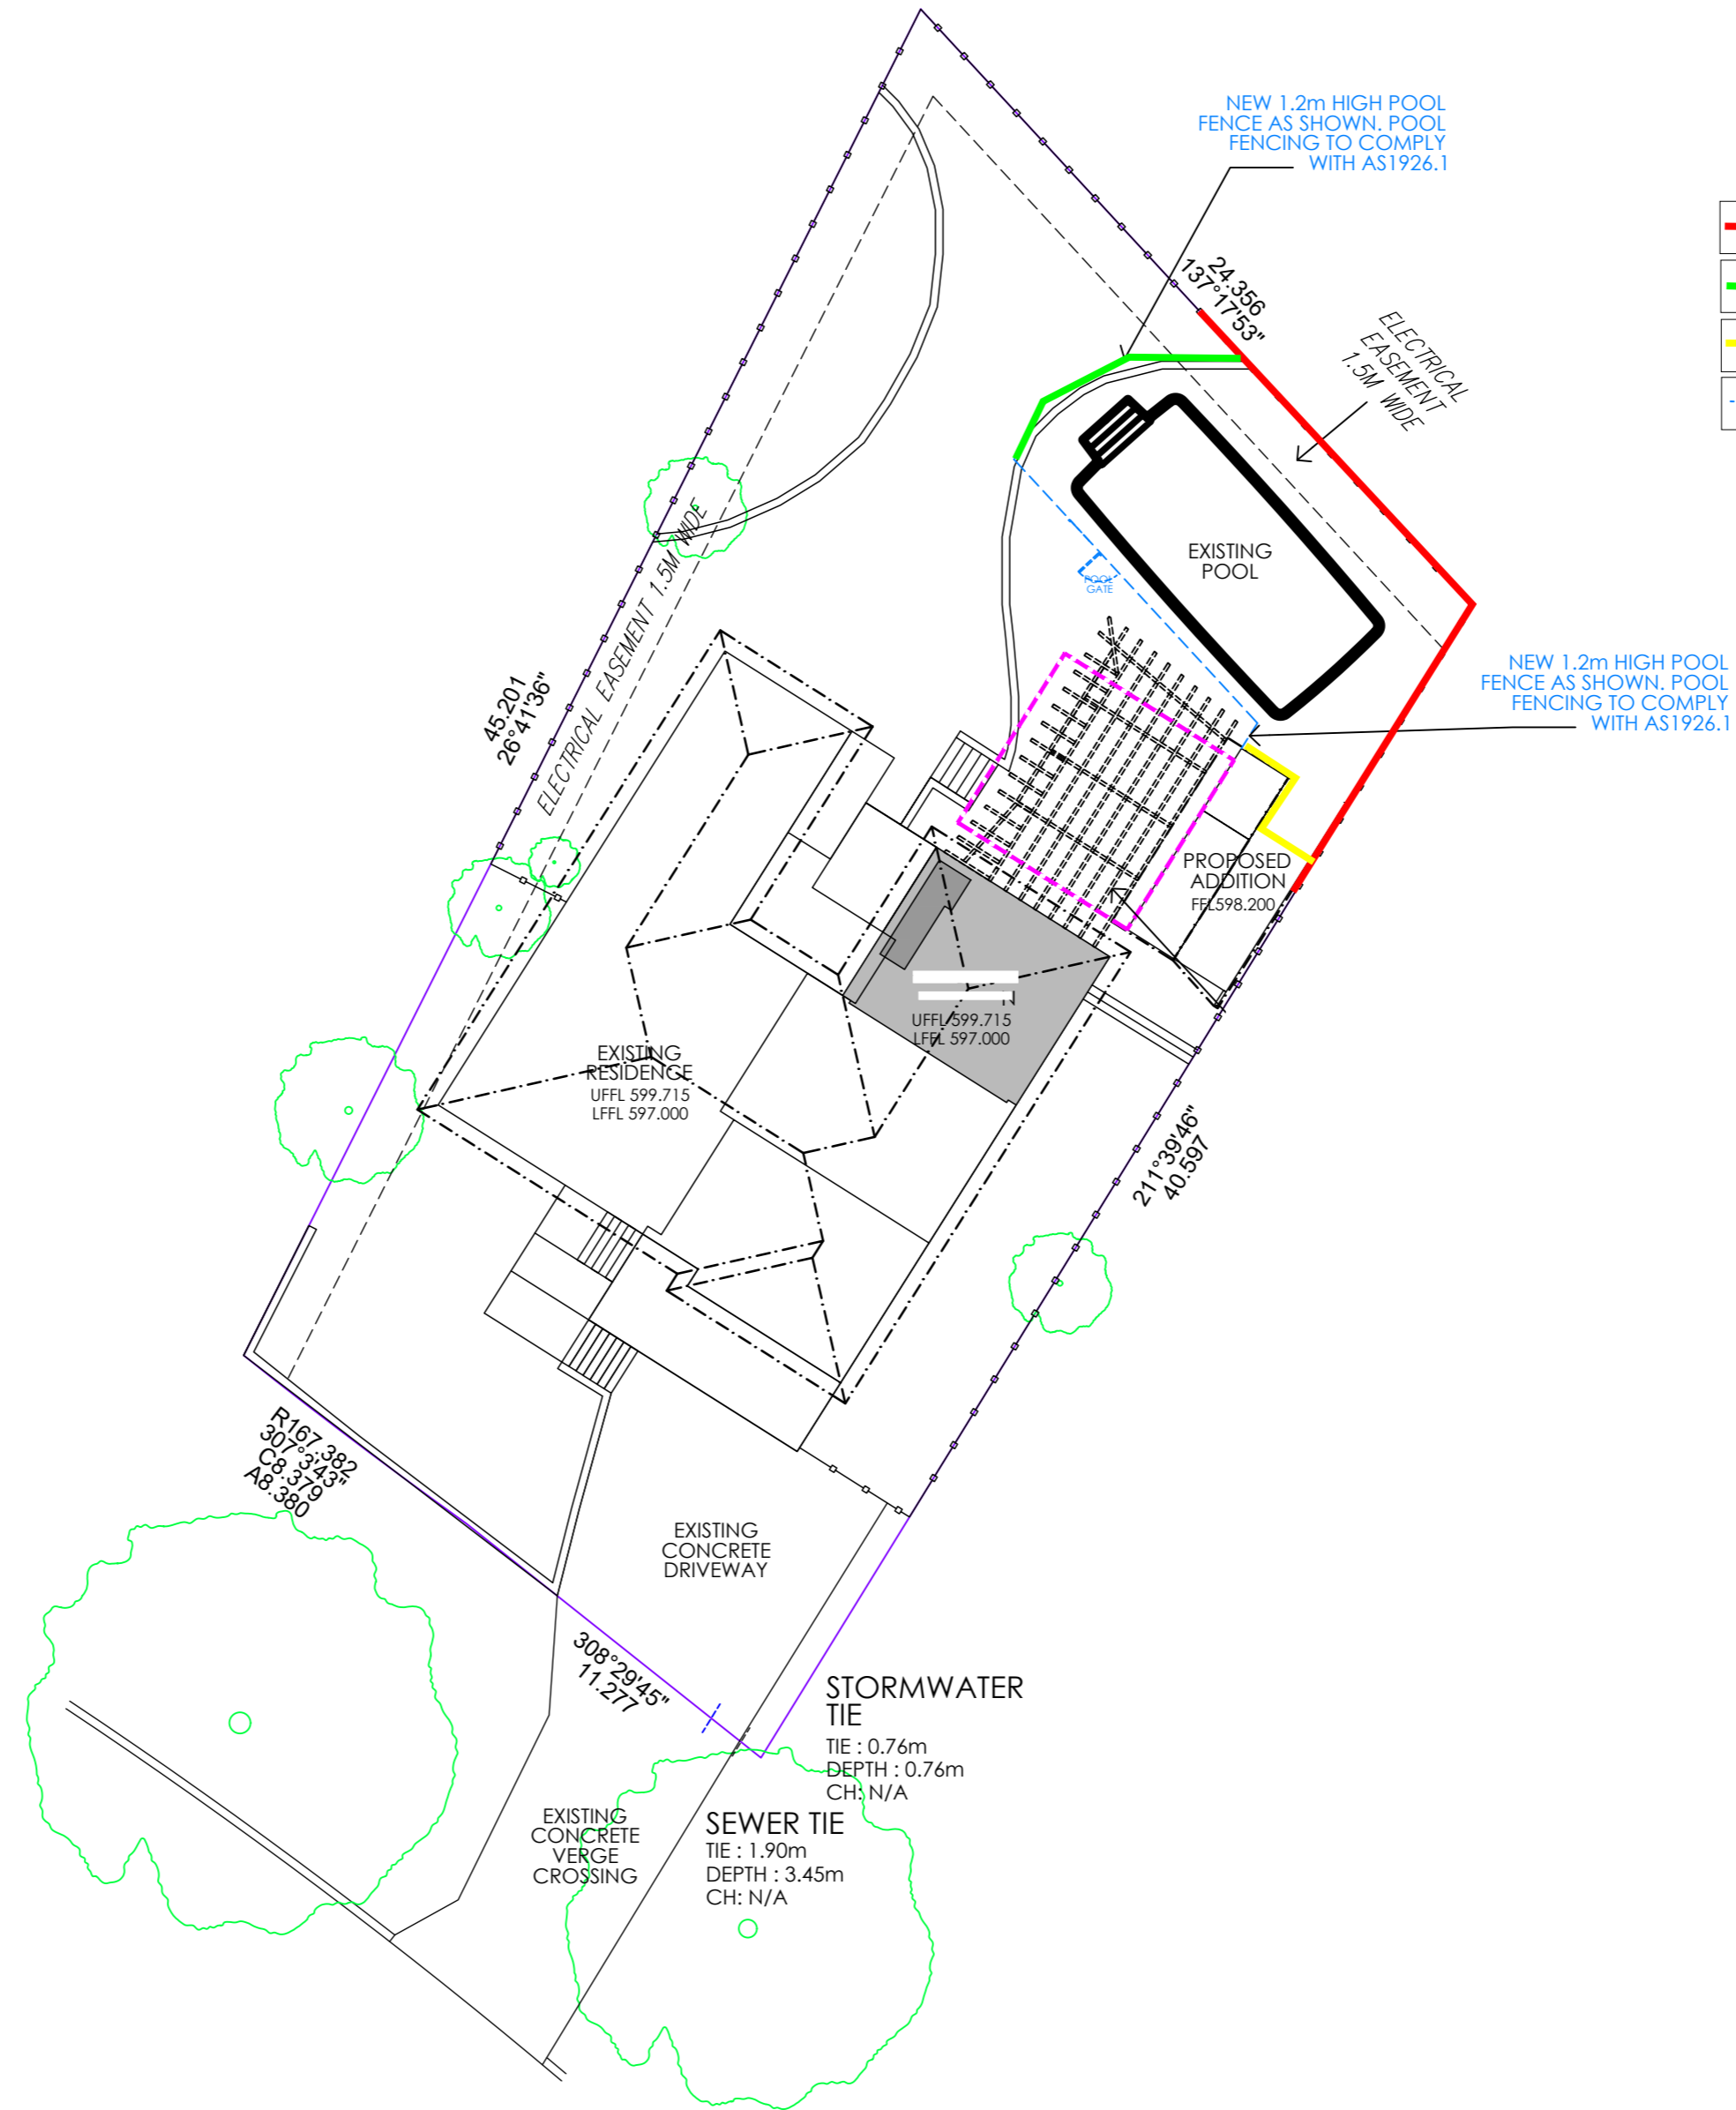 NEW 1.2m HIGH POOL
FENCE AS SHOWN. POOL
FENCING TO COMPLY
WITH AS1926.1
24.356
137°17'53"
ELECTRICAL
EASEMENT
1.5M WIDE
EXISTING
POOL
POOL
GATE
NEW 1.2m HIGH POOL
FENCE AS SHOWN. POOL
FENCING TO COMPLY
WITH AS1926.1
45.201
26°41'36"
ELECTRICAL EASEMENT 1.5M WIDE
PROPOSED
ADDITION
FFL598.200
N
UFFL 599.715
LFFL 597.000
EXISTING
RESIDENCE
UFFL 599.715
LFFL 597.000
211°39'46"
40.597
R167.382
307°3'43"
C8.379
A8.380
EXISTING
CONCRETE
DRIVEWAY
308°29'45"
11.277
STORMWATER
TIE
TIE : 0.76m
DEPTH : 0.76m
CH: N/A
EXISTING
CONCRETE
VERGE
CROSSING
SEWER TIE
TIE : 1.90m
DEPTH : 3.45m
CH: N/A